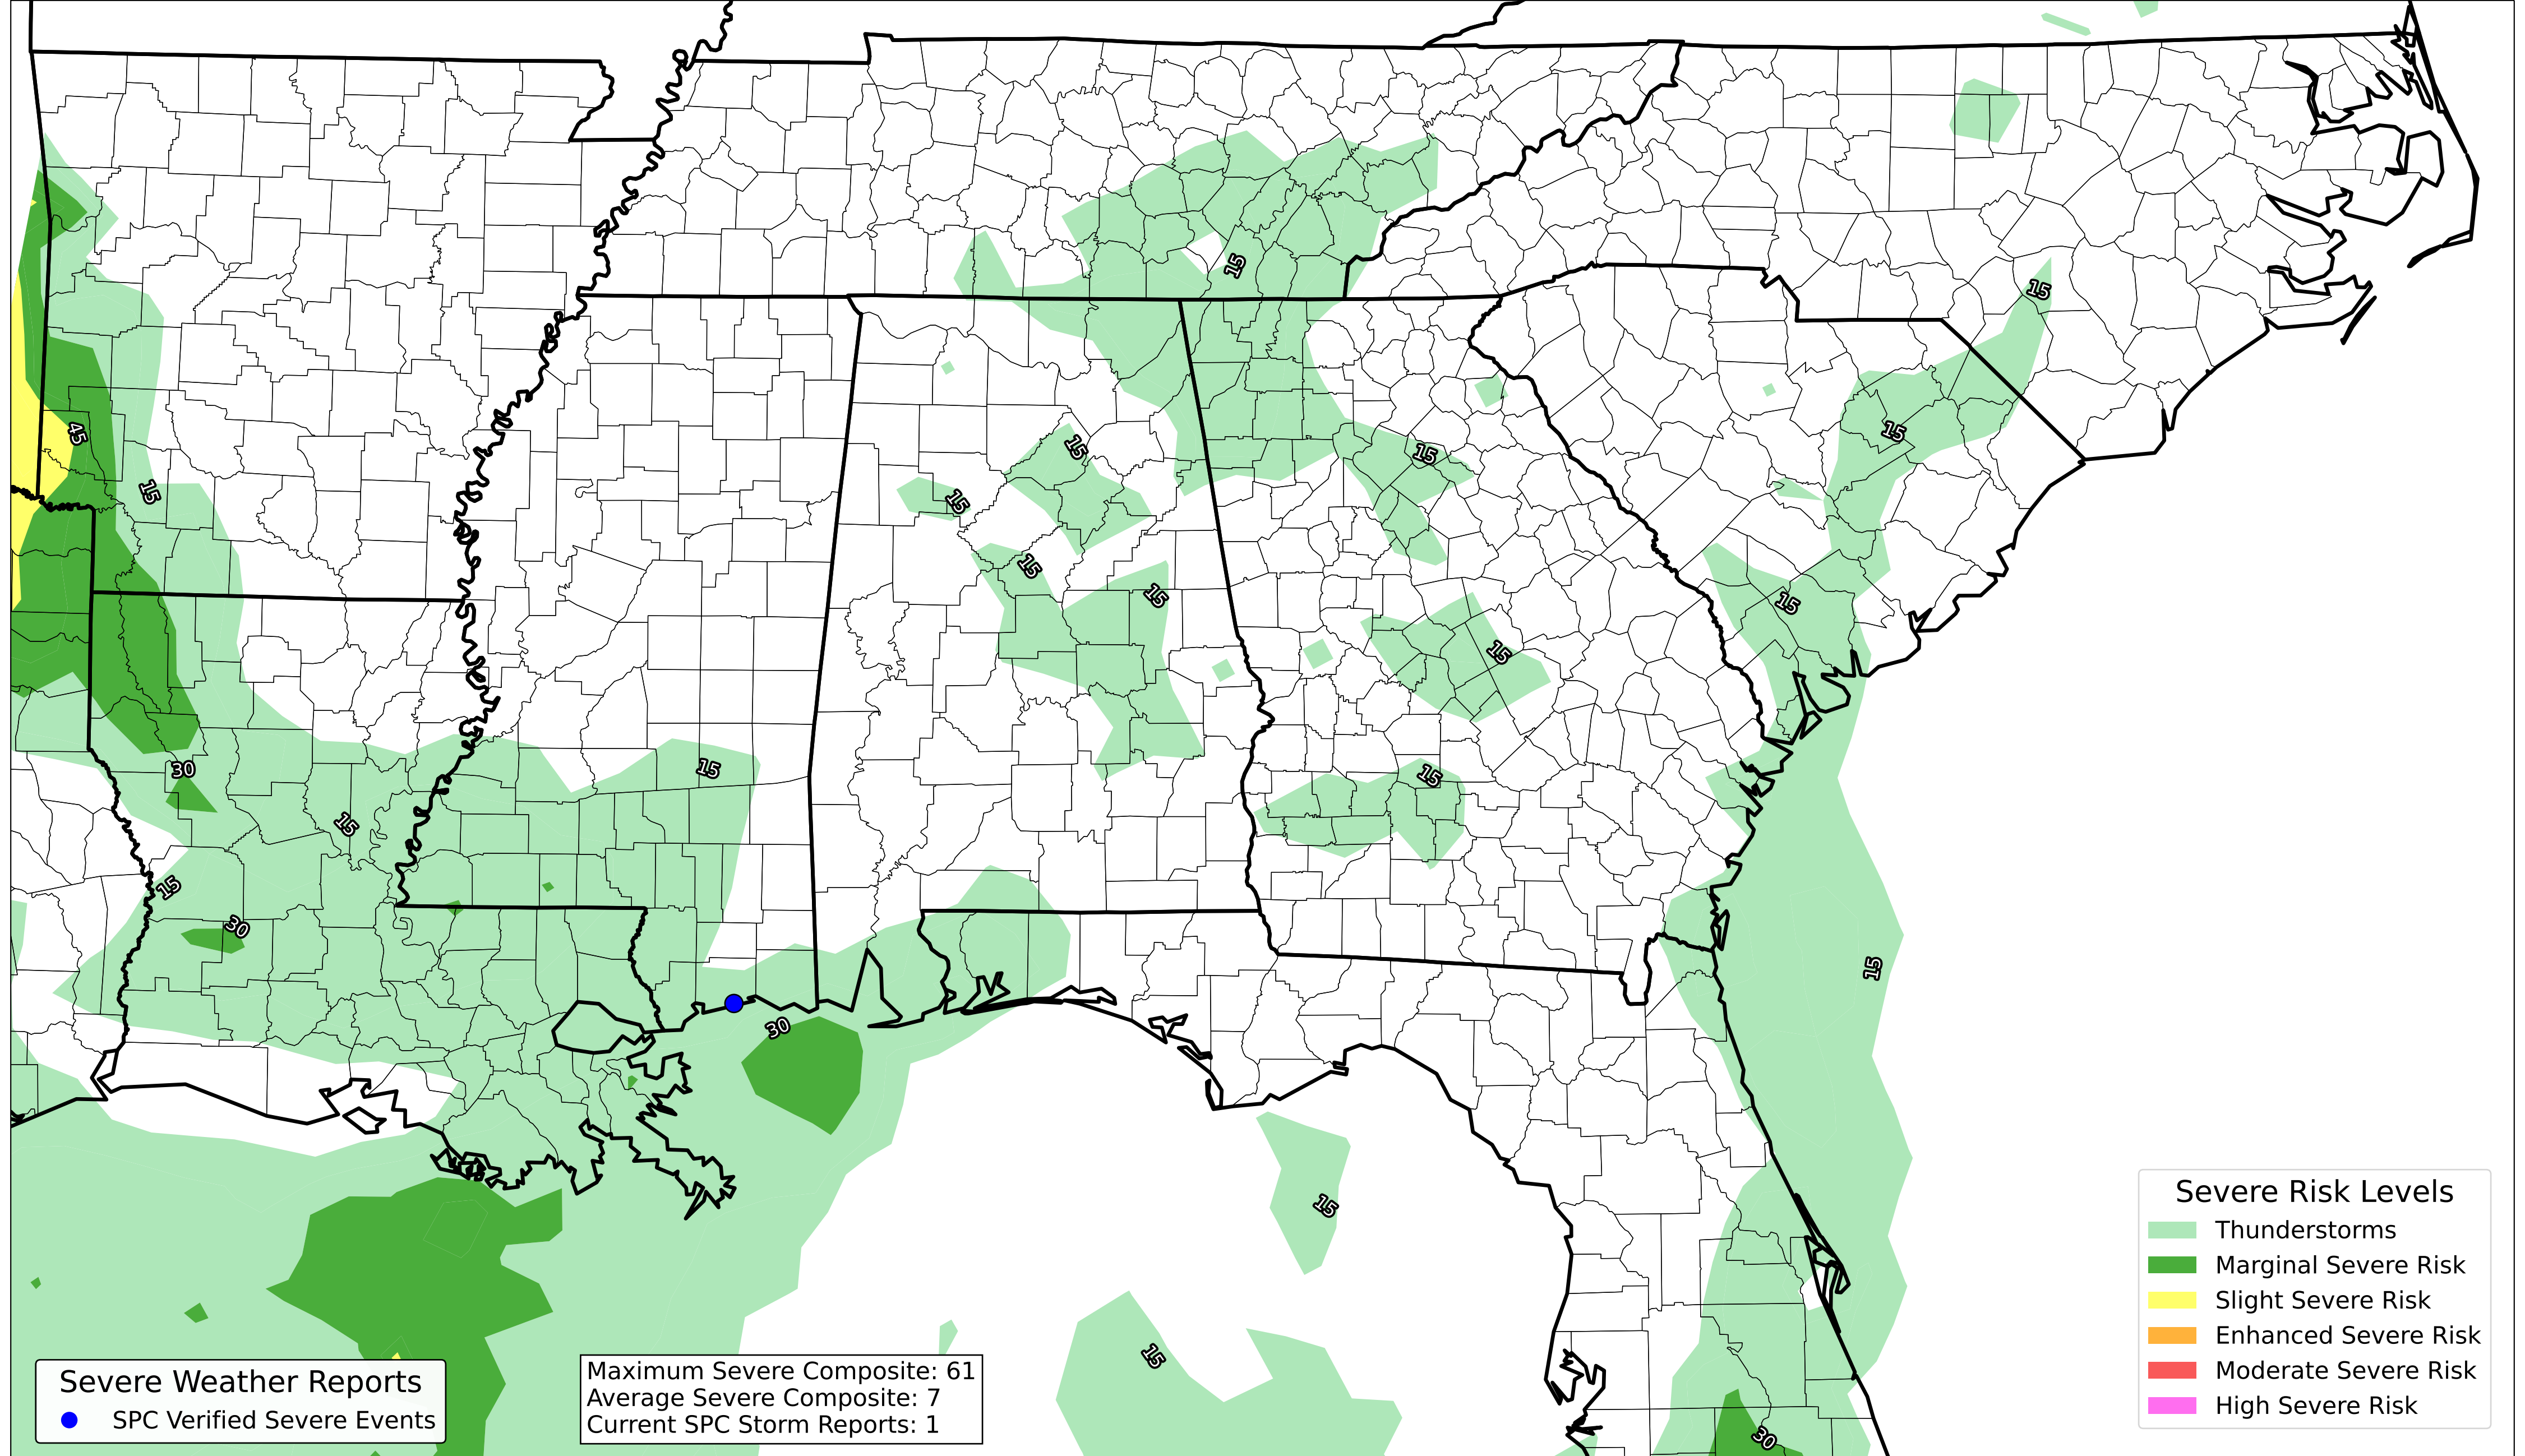 15
15
45
15
15
15
15
15
15
15
15
15
30
15
15
15
15
30
15
30
15
15
30
Severe Risk Levels
Thunderstorms
Marginal Severe Risk
Slight Severe Risk
Enhanced Severe Risk
Moderate Severe Risk
High Severe Risk
Severe Weather Reports
SPC Verified Severe Events
Maximum Severe Composite: 61
Average Severe Composite: 7
Current SPC Storm Reports: 1